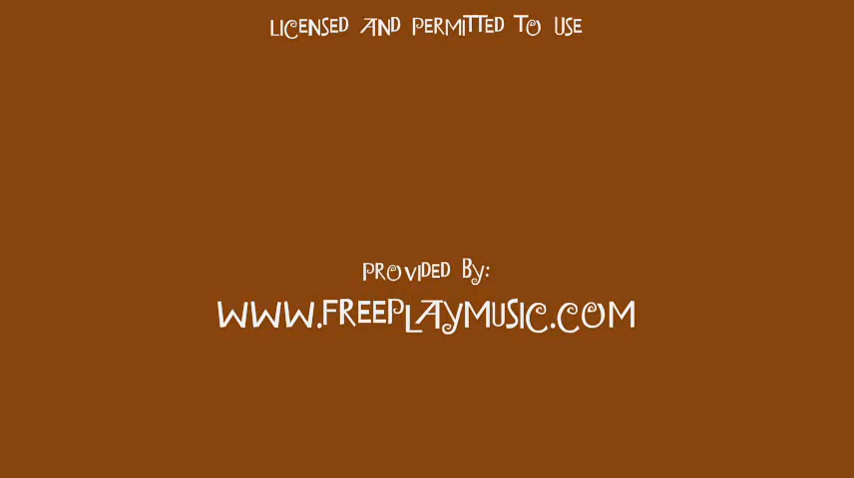 LICENSED AND PERMITTED TO USE
PROVIDED BY:
WWW.FREEPLAYMUSIC.COM